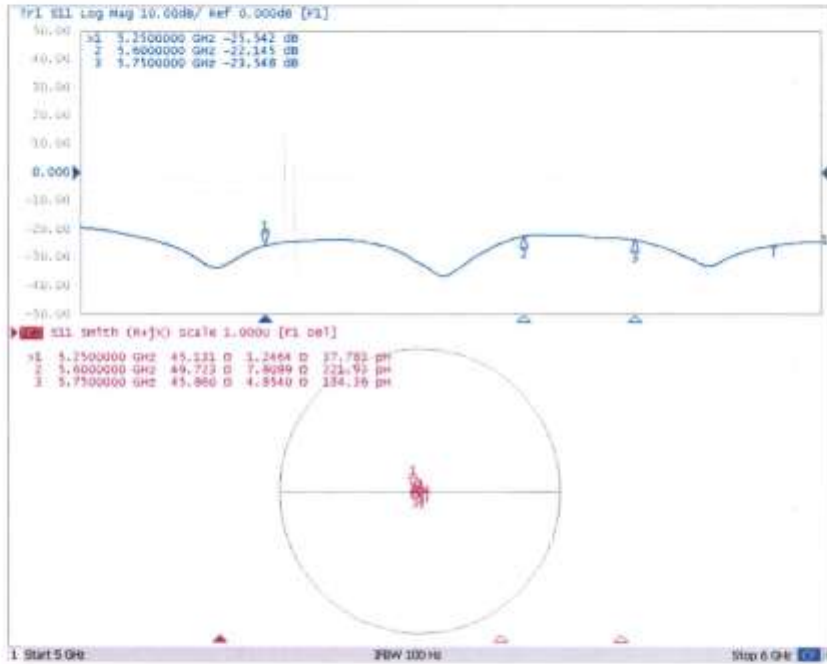 Tr1 S11 Log Mag 10.00dB/ Ref 0.000dB [F1]
50.00
>1 5.2500000 GHz -25.542 dB
2 5.6000000 GHz -22.145 dB
3 5.7500000 GHz -23.548 dB
40.00
30.00
20.00
10.00
0.000
-10.00
-20.00
1
-30.00
2
3
-40.00
-50.00
S11 Smith (R+jX) Scale 1.000U [F1 Del]
>1 5.2500000 GHz 45.131 Ω 1.2464 Ω 37.783 pH
2 5.6000000 GHz 49.723 Ω 7.8089 Ω 221.93 pH
3 5.7500000 GHz 45.860 Ω 4.8540 Ω 134.36 pH
1
1 Start 5 GHz
IFBW 100 Hz
Stop 6 GHz